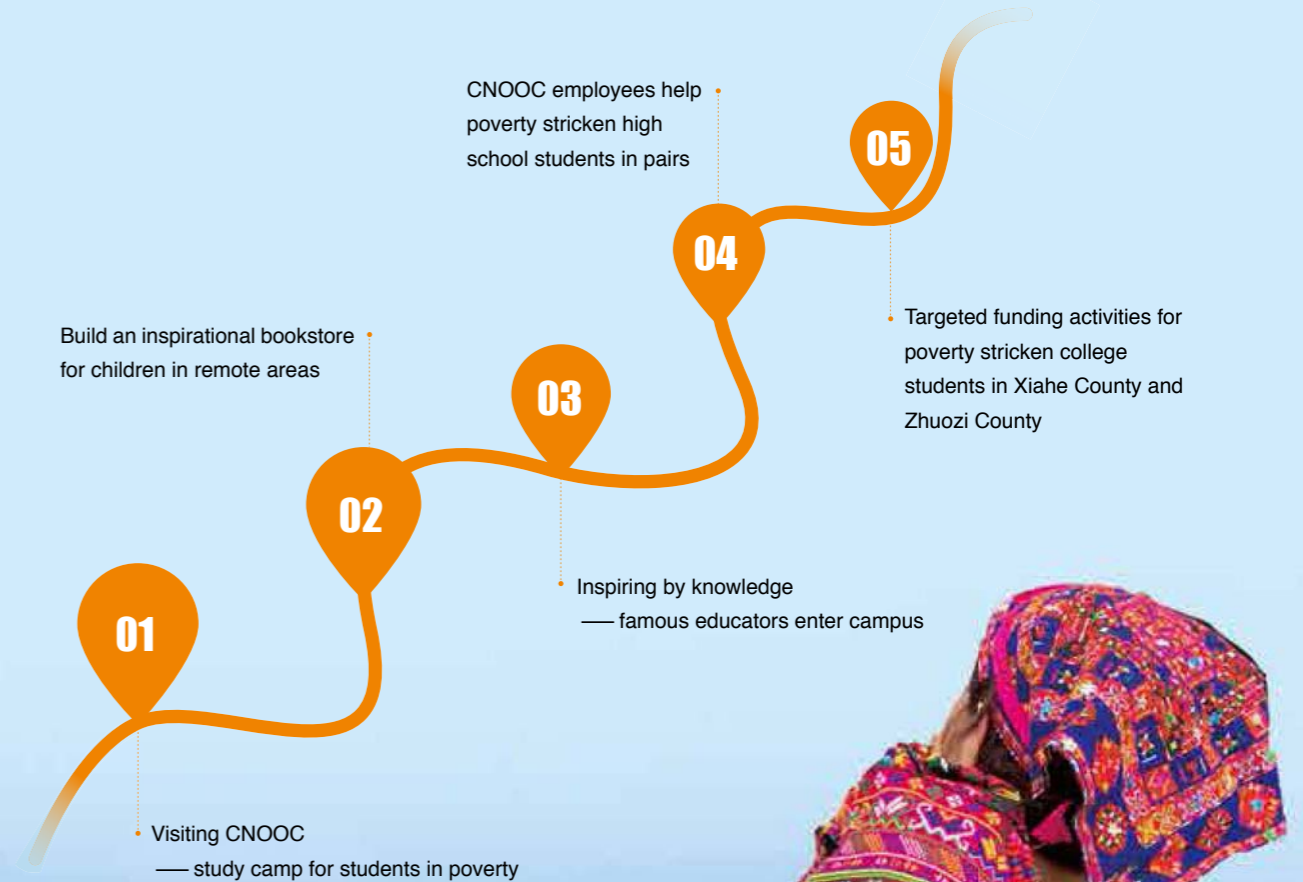 CNOOC employees help
poverty stricken high
school students in pairs
05
04
Targeted funding activities for
poverty stricken college
students in Xiahe County and
Zhuozi County
Build an inspirational bookstore
for children in remote areas
03
02
Inspiring by knowledge
—— famous educators enter campus
01
Visiting CNOOC
—— study camp for students in poverty